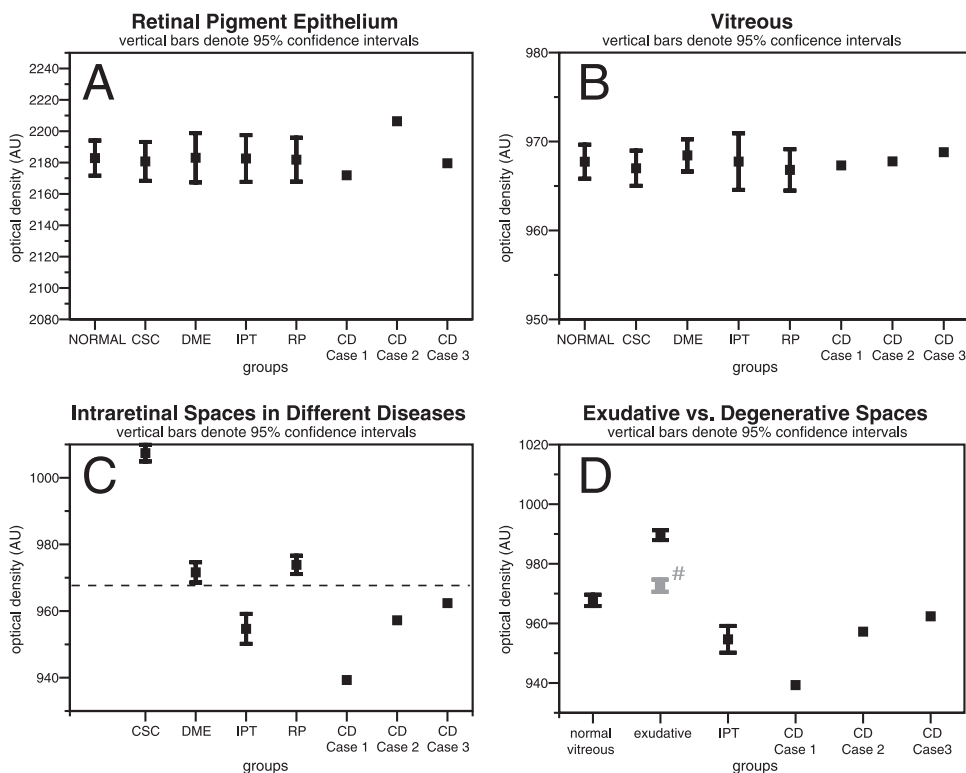 Retinal Pigment Epithelium
vertical bars denote 95% confidence intervals
A
optical density (AU)
2240
2220
2200
2180
2160
2140
2120
2100
2080
NORMAL CSC DME IPT RP CD Case 1 CD Case 2 CD Case 3
groups
Vitreous
vertical bars denote 95% conficence intervals
B
optical density (AU)
980
970
960
950
NORMAL CSC DME IPT RP CD Case 1 CD Case 2 CD Case 3
groups
Intraretinal Spaces in Different Diseases
vertical bars denote 95% confidence intervals
C
optical density (AU)
1000
980
960
940
CSC DME IPT RP CD Case 1 CD Case 2 CD Case 3
groups
Exudative vs. Degenerative Spaces
vertical bars denote 95% confidence intervals
D
optical density (AU)
1020
1000
980
960
940
#
normal vitreous exudative IPT CD Case 1 CD Case 2 CD Case3
groups